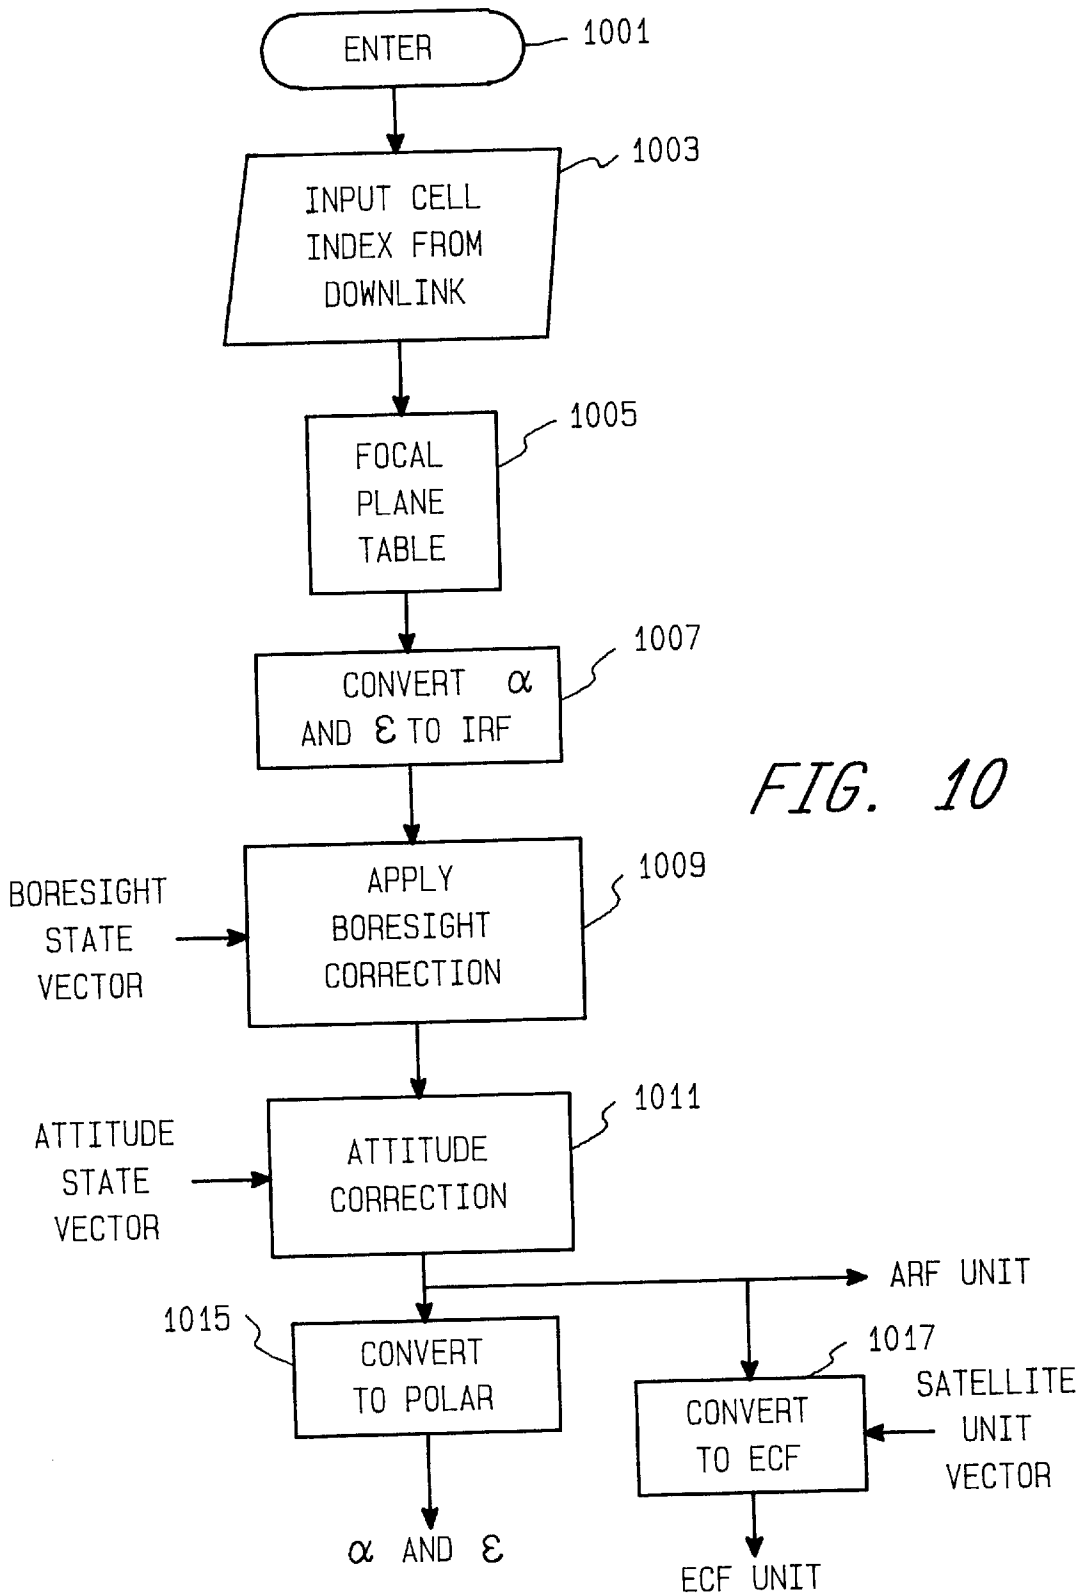 ENTER
1001
1003
INPUT CELL
INDEX FROM
DOWNLINK
1005
FOCAL
PLANE
TABLE
1007
CONVERT α
AND ε TO IRF
FIG. 10
1009
APPLY
BORESIGHT
CORRECTION
BORESIGHT
STATE
VECTOR
1011
ATTITUDE
CORRECTION
ATTITUDE
STATE
VECTOR
ARF UNIT
1015
CONVERT
TO POLAR
1017
CONVERT
TO ECF
SATELLITE
UNIT
VECTOR
α AND ε
ECF UNIT